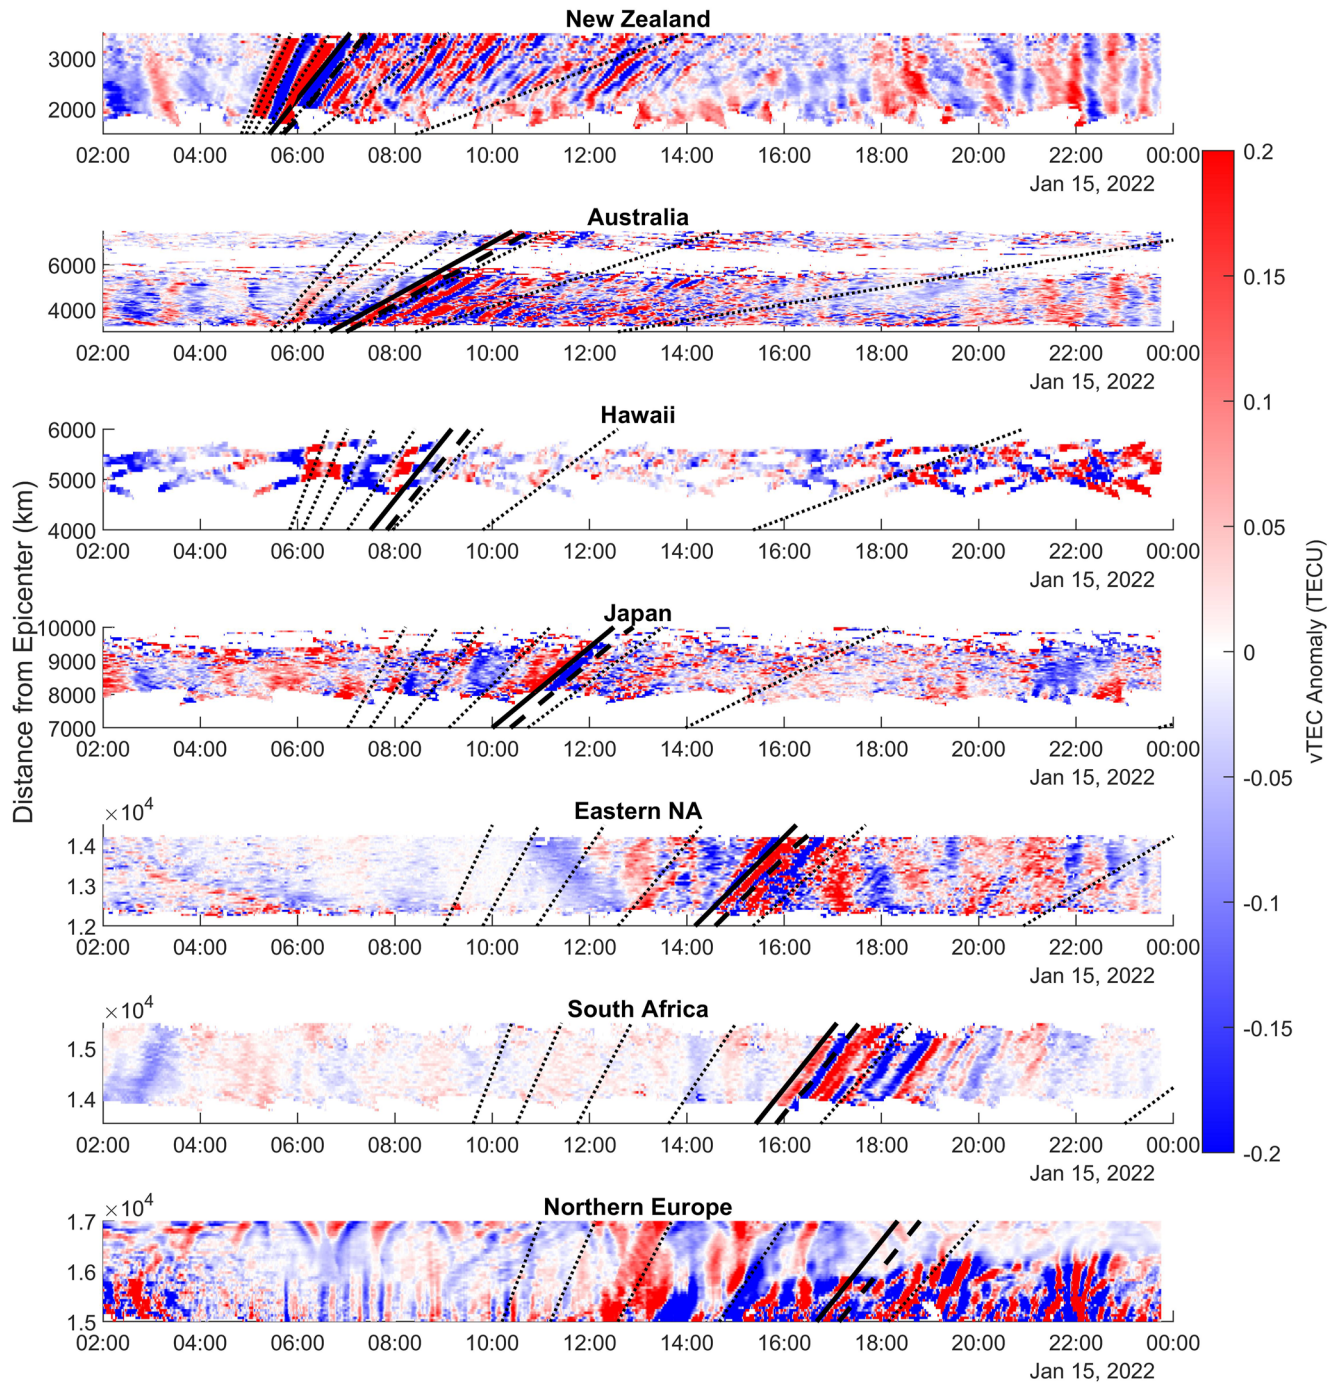 New Zealand
3000
2000
02:00 04:00 06:00 08:00 10:00 12:00 14:00 16:00 18:00 20:00 22:00 00:00
Jan 15, 2022
Australia
6000
4000
02:00 04:00 06:00 08:00 10:00 12:00 14:00 16:00 18:00 20:00 22:00 00:00
Jan 15, 2022
Hawaii
6000
5000
4000
02:00 04:00 06:00 08:00 10:00 12:00 14:00 16:00 18:00 20:00 22:00 00:00
Jan 15, 2022
Japan
10000
9000
8000
7000
02:00 04:00 06:00 08:00 10:00 12:00 14:00 16:00 18:00 20:00 22:00 00:00
Jan 15, 2022
×10⁴
Eastern NA
1.4
1.3
1.2
02:00 04:00 06:00 08:00 10:00 12:00 14:00 16:00 18:00 20:00 22:00 00:00
Jan 15, 2022
×10⁴
South Africa
1.5
1.4
02:00 04:00 06:00 08:00 10:00 12:00 14:00 16:00 18:00 20:00 22:00 00:00
Jan 15, 2022
×10⁴
Northern Europe
1.7
1.6
1.5
02:00 04:00 06:00 08:00 10:00 12:00 14:00 16:00 18:00 20:00 22:00 00:00
Jan 15, 2022
Distance from Epicenter (km)
0.2
0.15
0.1
0.05
0
-0.05
-0.1
-0.15
-0.2
vTEC Anomaly (TECU)